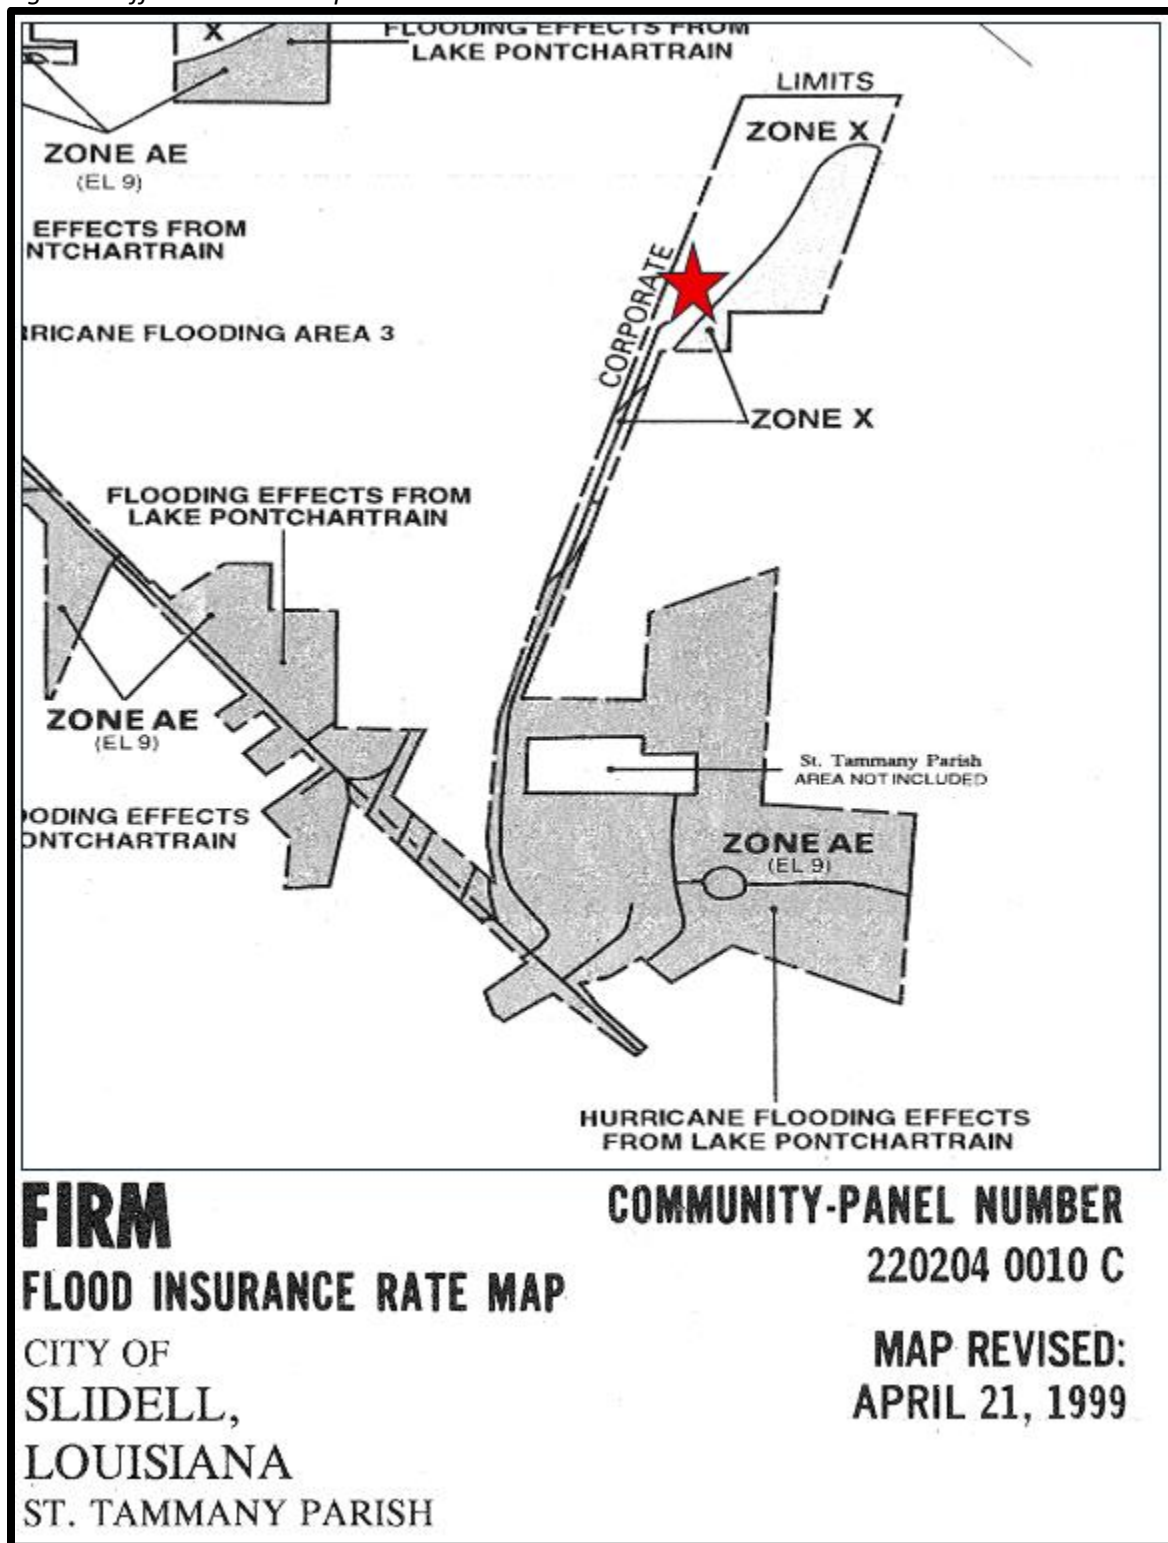 FLOODING EFFECTS FROM
LAKE PONTCHARTRAIN
X
LIMITS
ZONE X
ZONE AE
(EL 9)
EFFECTS FROM
NTCHARTRAIN
CORPORATE
RRICANE FLOODING AREA 3
ZONE X
FLOODING EFFECTS FROM
LAKE PONTCHARTRAIN
ZONE AE
(EL 9)
St. Tammany Parish
AREA NOT INCLUDED
ODING EFFECTS
ONTCHARTRAIN
ZONE AE
(EL 9)
HURRICANE FLOODING EFFECTS
FROM LAKE PONTCHARTRAIN
FIRM
FLOOD INSURANCE RATE MAP
CITY OF
SLIDELL,
LOUISIANA
ST. TAMMANY PARISH
COMMUNITY-PANEL NUMBER
220204 0010 C
MAP REVISED:
APRIL 21, 1999